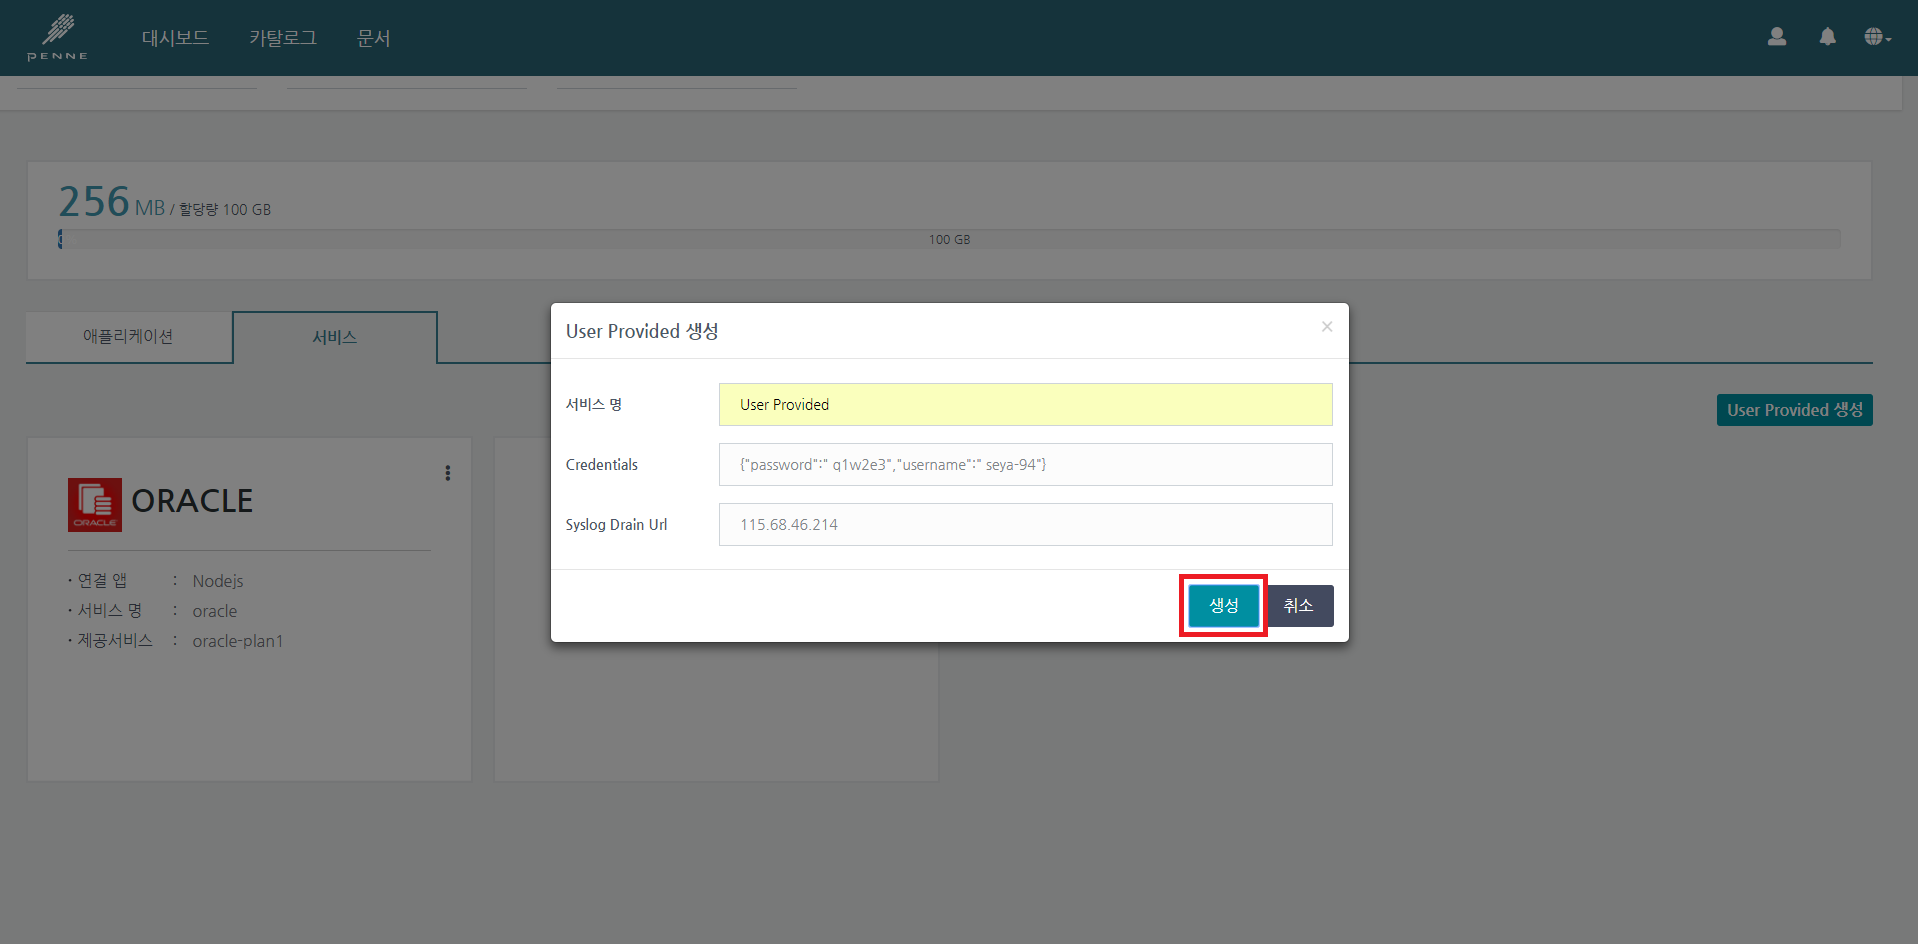 PENNE
대시보드 카탈로그 문서
256 MB / 할당량 100 GB
100 GB
애플리케이션 서비스
User Provided 생성
ORACLE
ORACLE
· 연결 앱 : Nodejs
· 서비스 명 : oracle
· 제공서비스 : oracle-plan1
User Provided 생성 ×
서비스 명 User Provided
Credentials {"password":" q1w2e3","username":" seya-94"}
Syslog Drain Url 115.68.46.214
생성 취소